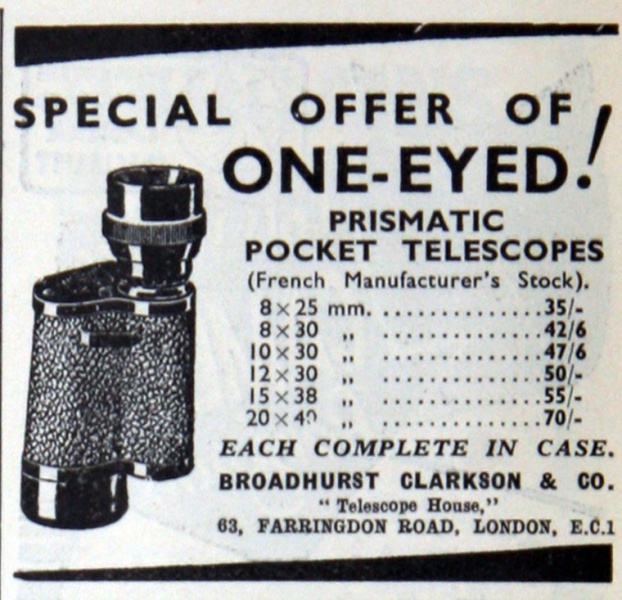 SPECIAL OFFER OF
ONE-EYED!
PRISMATIC
POCKET TELESCOPES
(French Manufacturer's Stock).
8×25 mm. ................35/-
8×30 „ ................42/6
10×30 „ ................47/6
12×30 „ ................50/-
15×38 „ ................55/-
20×40 „ ................70/-
EACH COMPLETE IN CASE.
BROADHURST CLARKSON & CO.
"Telescope House,"
63, FARRINGDON ROAD, LONDON, E.C.1